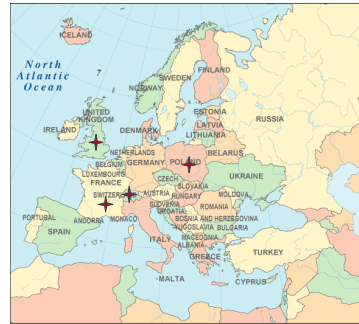 ICELAND
North
Atlantic
Ocean
SWEDEN
FINLAND
NORWAY
RUSSIA
ESTONIA
LATVIA
LITHUANIA
UNITED
KINGDOM
DENMARK
IRELAND
NETHERLANDS
BELARUS
POLAND
BELGIUM
GERMANY
LUXEMBOURG
CZECH
UKRAINE
FRANCE
SLOVAKIA
SWITZER
AUSTRIA
HUNGARY
MOLDOVA
SLOVENIA
CROATIA
ROMANIA
PORTUGAL
ANDORRA
MONACO
BOSNIA AND HERZEGOVINA
YUGOSLAVIA
BULGARIA
SPAIN
ITALY
MACEDONIA
ALBANIA
GREECE
TURKEY
MALTA
CYPRUS